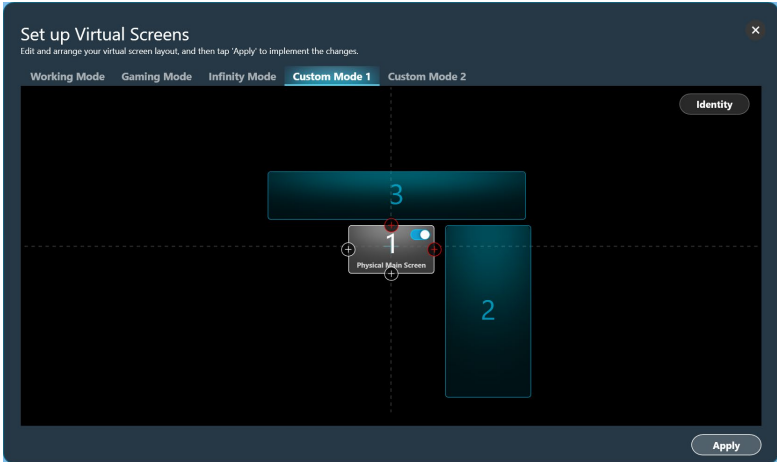 Set up Virtual Screens
Edit and arrange your virtual screen layout, and then tap 'Apply' to implement the changes.
Working Mode Gaming Mode Infinity Mode Custom Mode 1 Custom Mode 2
Identity
3
1
Physical Main Screen
2
Apply